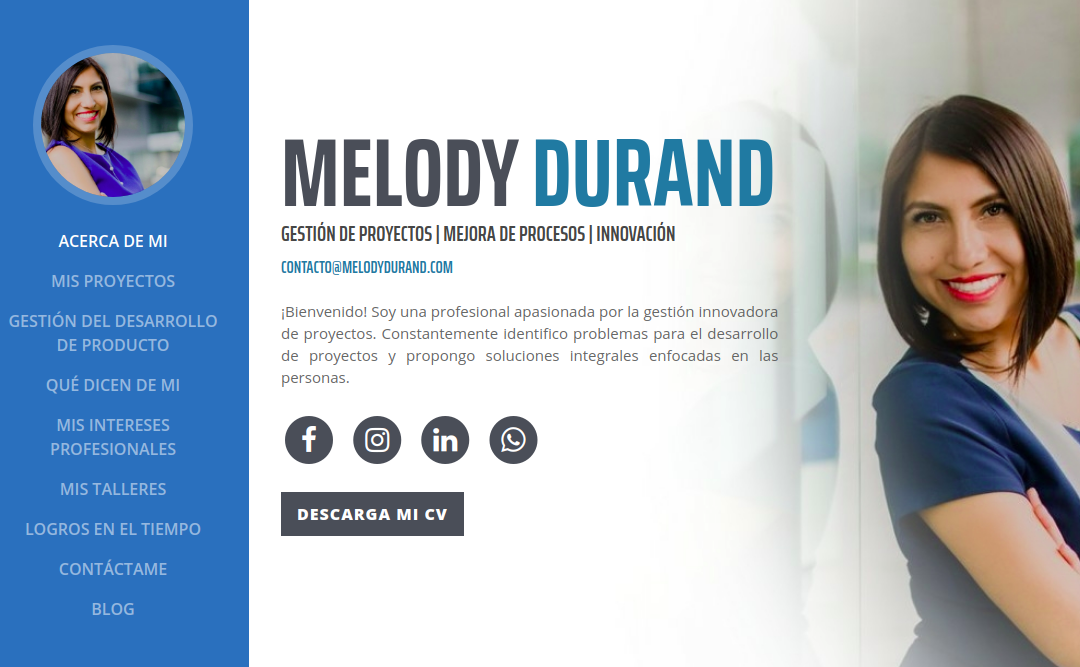 ACERCA DE MI
MIS PROYECTOS
GESTIÓN DEL DESARROLLO
DE PRODUCTO
QUÉ DICEN DE MI
MIS INTERESES
PROFESIONALES
MIS TALLERES
LOGROS EN EL TIEMPO
CONTÁCTAME
BLOG
MELODY DURAND
GESTIÓN DE PROYECTOS | MEJORA DE PROCESOS | INNOVACIÓN
CONTACTO@MELODYDURAND.COM
¡Bienvenido! Soy una profesional apasionada por la gestión innovadora
de proyectos. Constantemente identifico problemas para el desarrollo
de proyectos y propongo soluciones integrales enfocadas en las
personas.
DESCARGA MI CV